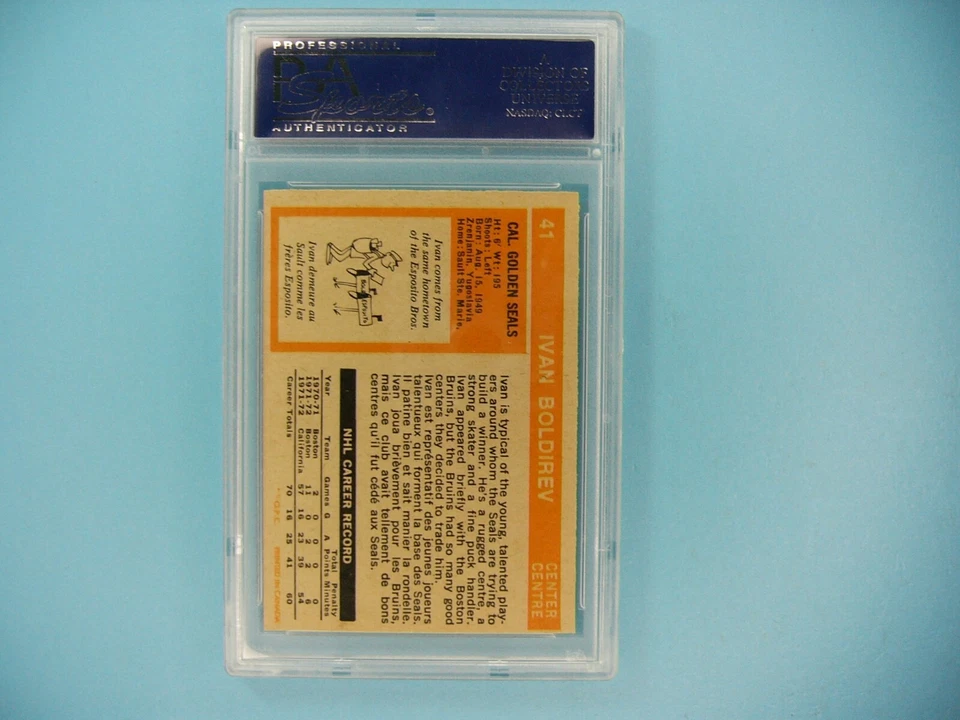 PROFESSIONAL
PSA
Sports
AUTHENTICATOR
A
DIVISION OF
COLLECTORS
UNIVERSE
NASDAQ: CLCT
41 IVAN BOLDIREV CENTER
CENTRE
CAL. GOLDEN SEALS
Ht: 6' Wt: 195
Shoots: Left
Born: Aug. 15, 1949
Zrenjanin, Yugoslavia
Home: Sault Ste. Marie,
Ivan comes from
the same hometown
of the Esposito Bros.
Ivan demeure au
Sault comme les
frères Esposito.
Ivan is typical of the young, talented play-
ers around whom the Seals are trying to
build a winner. He's a rugged centre, a
strong skater and a fine puck handler.
Ivan appeared briefly with the Boston
Bruins, but the Bruins had so many good
centers they decided to trade him.
Ivan est représentatif des jeunes joueurs
talentueux qui forment la base des Seals.
Il patine bien et sait manier la rondelle.
Ivan joua brièvement pour les Bruins,
mais ce club avait tellement de bons
centres qu'il fut cédé aux Seals.
NHL CAREER RECORD
Year Team Games G A Total Points Penalty Minutes
1970-71 Boston 2 0 0 0 0
1971-72 Boston 11 0 2 2 6
1971-72 California 57 16 23 39 54
Career Totals 70 16 25 41 60
O.P.C. PRINTED IN CANADA